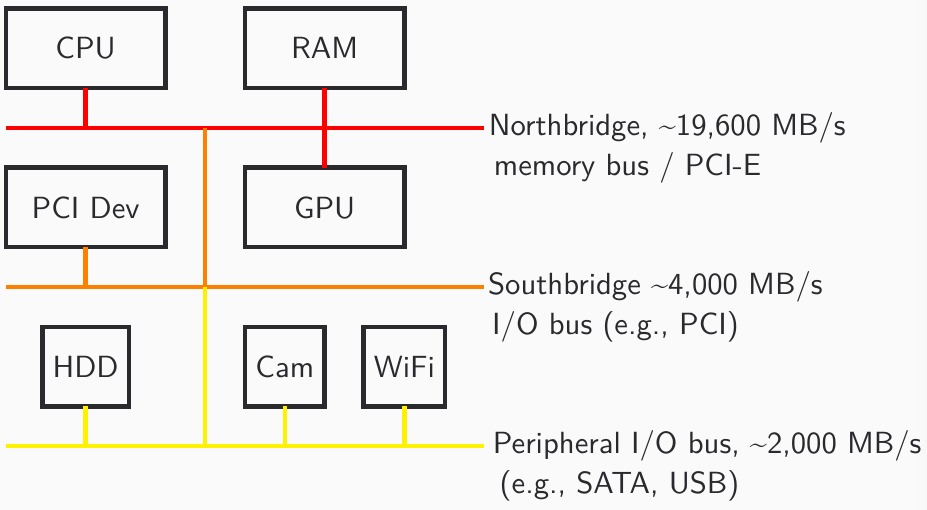 CPU
RAM
Northbridge, ~19,600 MB/s
memory bus / PCI-E
PCI Dev
GPU
Southbridge ~4,000 MB/s
I/O bus (e.g., PCI)
HDD
Cam
WiFi
Peripheral I/O bus, ~2,000 MB/s
(e.g., SATA, USB)